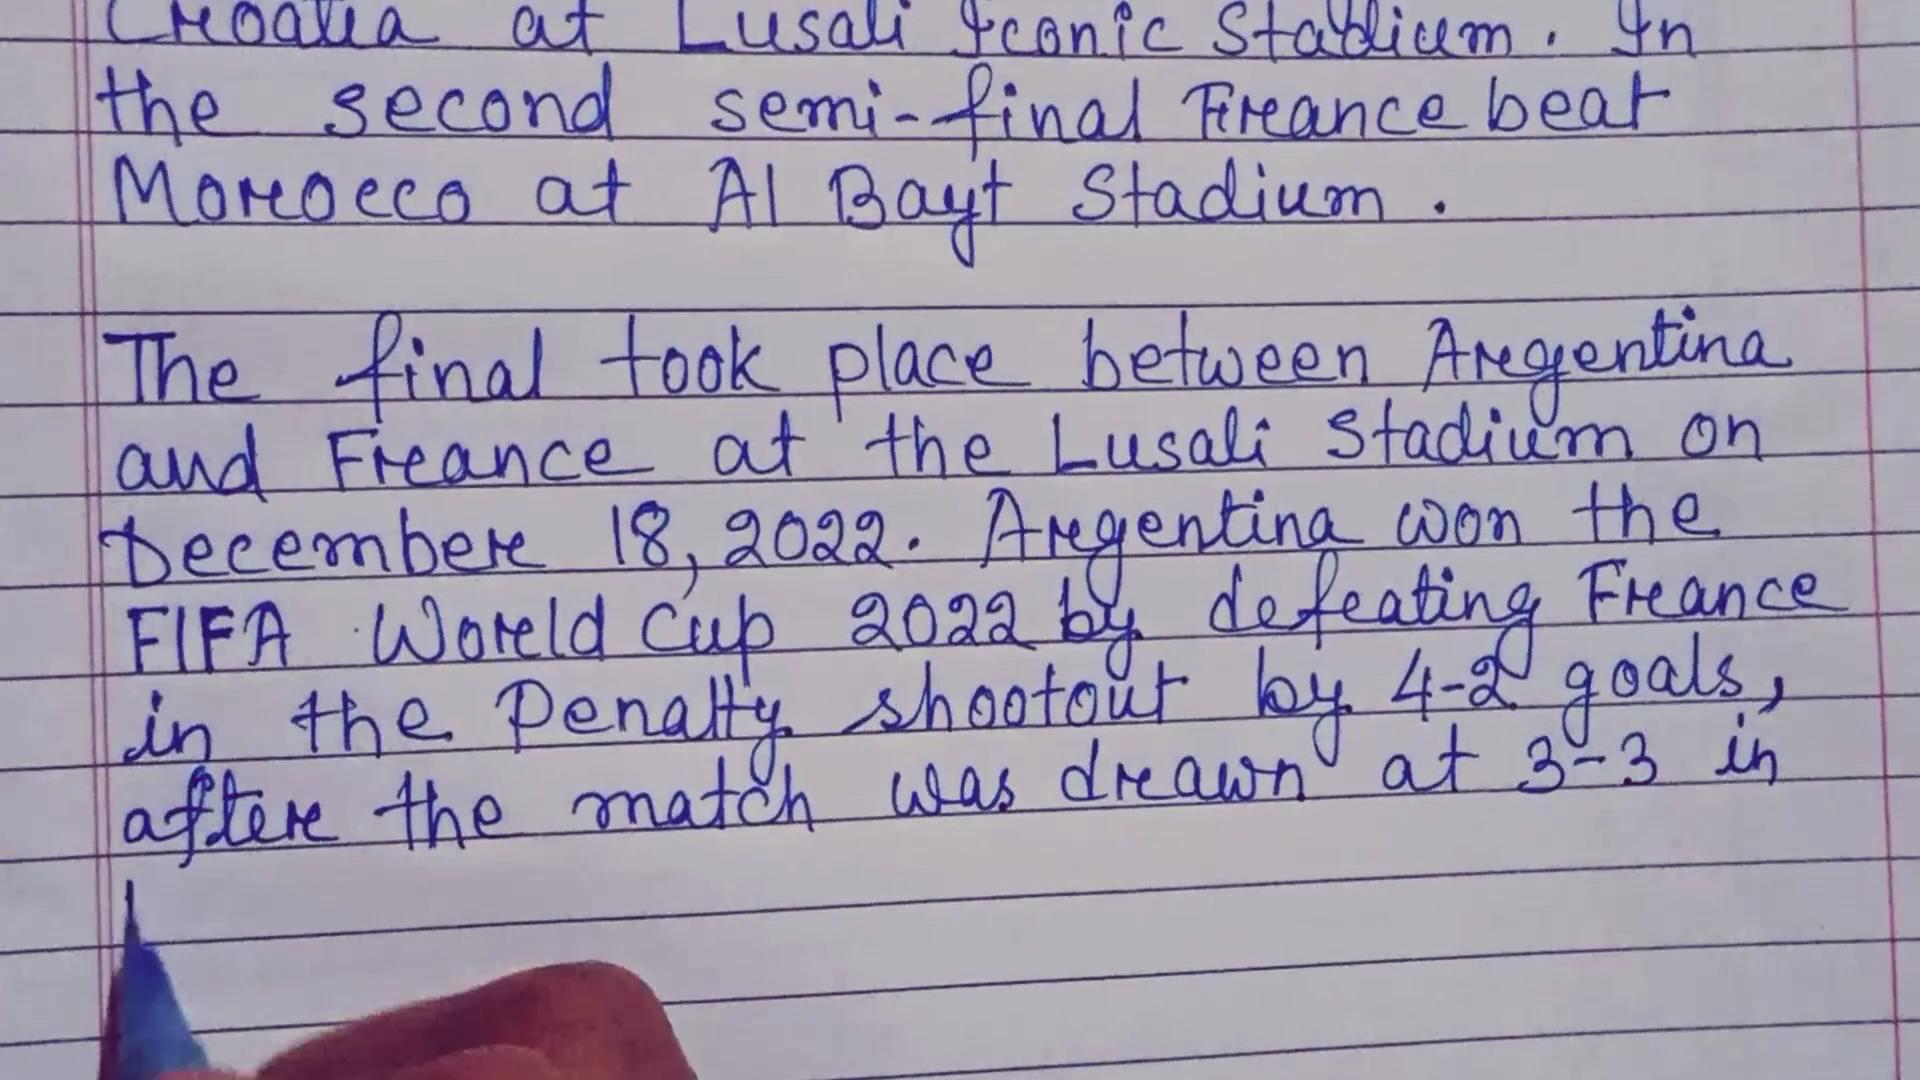 Croatia at Lusali Iconic Stadium. In
the second semi-final France beat
Morocco at Al Bayt Stadium.
The final took place between Argentina
and France at the Lusali Stadium on
December 18, 2022. Argentina won the
FIFA World Cup 2022 by defeating France
in the Penalty shootout by 4-2 goals,
after the match was drawn at 3-3 in